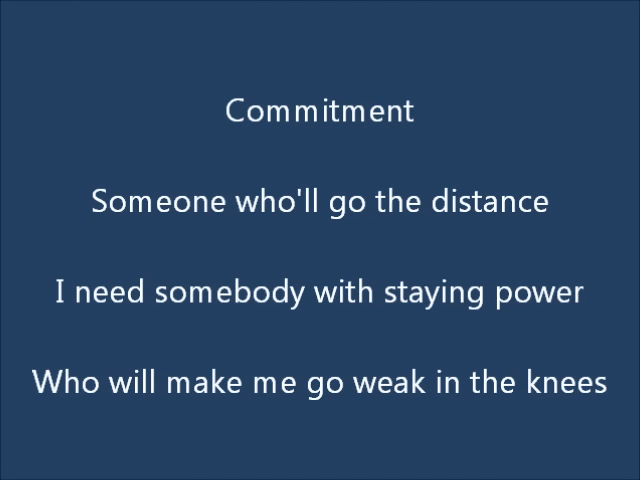 Commitment
Someone who'll go the distance
I need somebody with staying power
Who will make me go weak in the knees